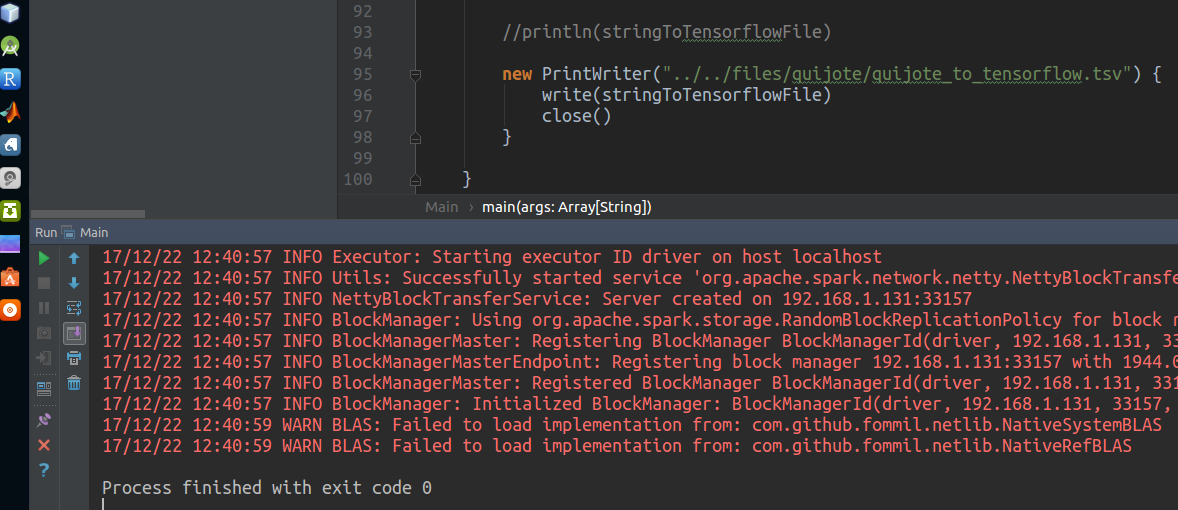 92
93 //println(stringToTensorflowFile)
94
95 new PrintWriter("../../files/quijote/quijote_to_tensorflow.tsv") {
96 write(stringToTensorflowFile)
97 close()
98 }
99
100 }
Main › main(args: Array[String])
Run Main
17/12/22 12:40:57 INFO Executor: Starting executor ID driver on host localhost
17/12/22 12:40:57 INFO Utils: Successfully started service 'org.apache.spark.network.netty.NettyBlockTransfe
17/12/22 12:40:57 INFO NettyBlockTransferService: Server created on 192.168.1.131:33157
17/12/22 12:40:57 INFO BlockManager: Using org.apache.spark.storage.RandomBlockReplicationPolicy for block
17/12/22 12:40:57 INFO BlockManagerMaster: Registering BlockManager BlockManagerId(driver, 192.168.1.131, 33
17/12/22 12:40:57 INFO BlockManagerMasterEndpoint: Registering block manager 192.168.1.131:33157 with 1944.0
17/12/22 12:40:57 INFO BlockManagerMaster: Registered BlockManager BlockManagerId(driver, 192.168.1.131, 331
17/12/22 12:40:57 INFO BlockManager: Initialized BlockManager: BlockManagerId(driver, 192.168.1.131, 33157,
17/12/22 12:40:59 WARN BLAS: Failed to load implementation from: com.github.fommil.netlib.NativeSystemBLAS
17/12/22 12:40:59 WARN BLAS: Failed to load implementation from: com.github.fommil.netlib.NativeRefBLAS
Process finished with exit code 0